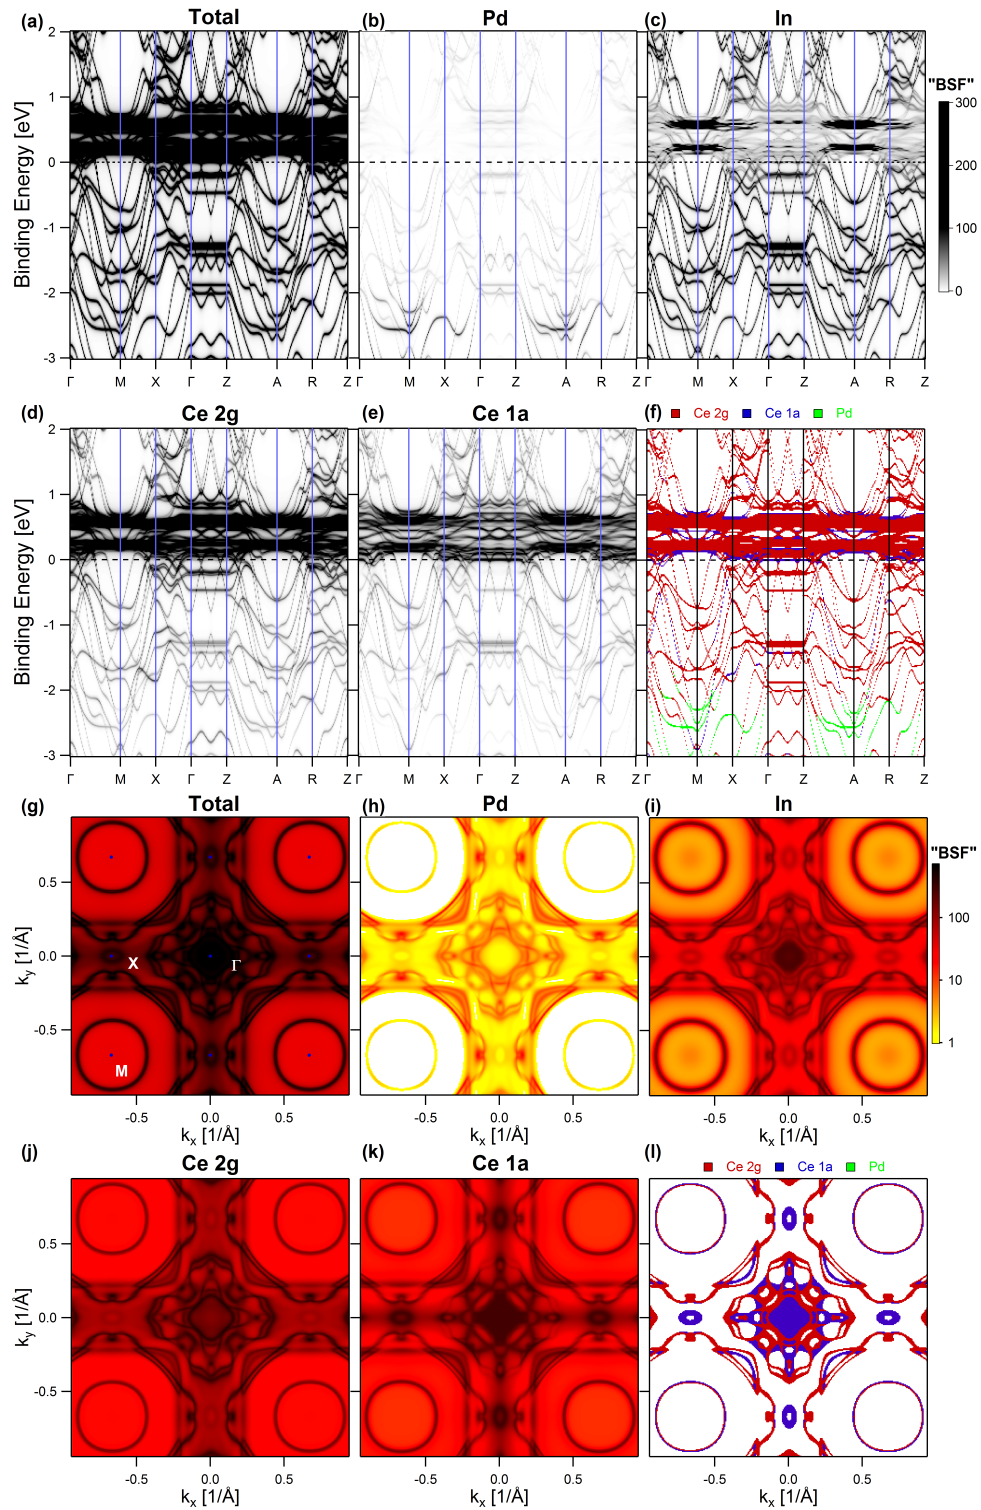 (a) Total (b) Pd (c) In
Binding Energy [eV]
2
1
0
-1
-2
-3
Γ M X Γ Z A R Z
Γ M X Γ Z A R Z
Γ M X Γ Z A R Z
"BSF"
300
200
100
0
(d) Ce 2g (e) Ce 1a (f) Ce 2g Ce 1a Pd
Binding Energy [eV]
2
1
0
-1
-2
-3
Γ M X Γ Z A R Z
Γ M X Γ Z A R Z
Γ M X Γ Z A R Z
(g) Total (h) Pd (i) In
k_y [1/Å]
0.5
0.0
-0.5
X Γ
M
-0.5 0.0 0.5
-0.5 0.0 0.5
-0.5 0.0 0.5
k_x [1/Å] k_x [1/Å] k_x [1/Å]
"BSF"
100
10
1
(j) Ce 2g (k) Ce 1a (l) Ce 2g Ce 1a Pd
k_y [1/Å]
0.5
0.0
-0.5
-0.5 0.0 0.5
-0.5 0.0 0.5
-0.5 0.0 0.5
k_x [1/Å] k_x [1/Å] k_x [1/Å]